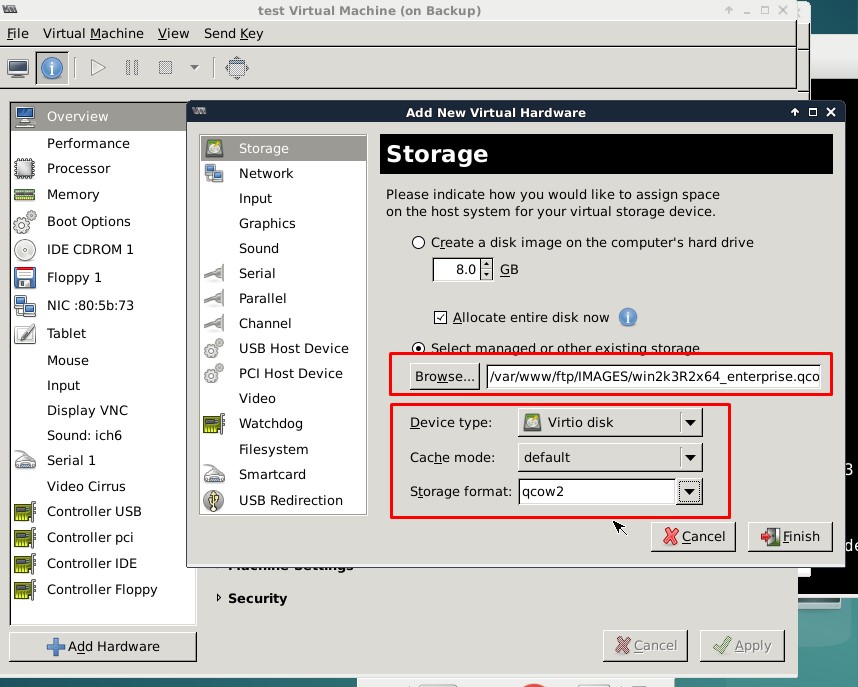 test Virtual Machine (on Backup)
File Virtual Machine View Send Key
Overview
Performance
Processor
Memory
Boot Options
IDE CDROM 1
Floppy 1
NIC :80:5b:73
Tablet
Mouse
Input
Display VNC
Sound: ich6
Serial 1
Video Cirrus
Controller USB
Controller pci
Controller IDE
Controller Floppy
Add Hardware
Add New Virtual Hardware
Storage
Network
Input
Graphics
Sound
Serial
Parallel
Channel
USB Host Device
PCI Host Device
Video
Watchdog
Filesystem
Smartcard
USB Redirection
Storage
Please indicate how you would like to assign space
on the host system for your virtual storage device.
Create a disk image on the computer's hard drive
8.0 GB
Allocate entire disk now
Select managed or other existing storage
Browse... /var/www/ftp/IMAGES/win2k3R2x64_enterprise.qco
Device type: Virtio disk
Cache mode: default
Storage format: qcow2
Cancel Finish
Machine Settings
Security
Cancel Apply
3
de